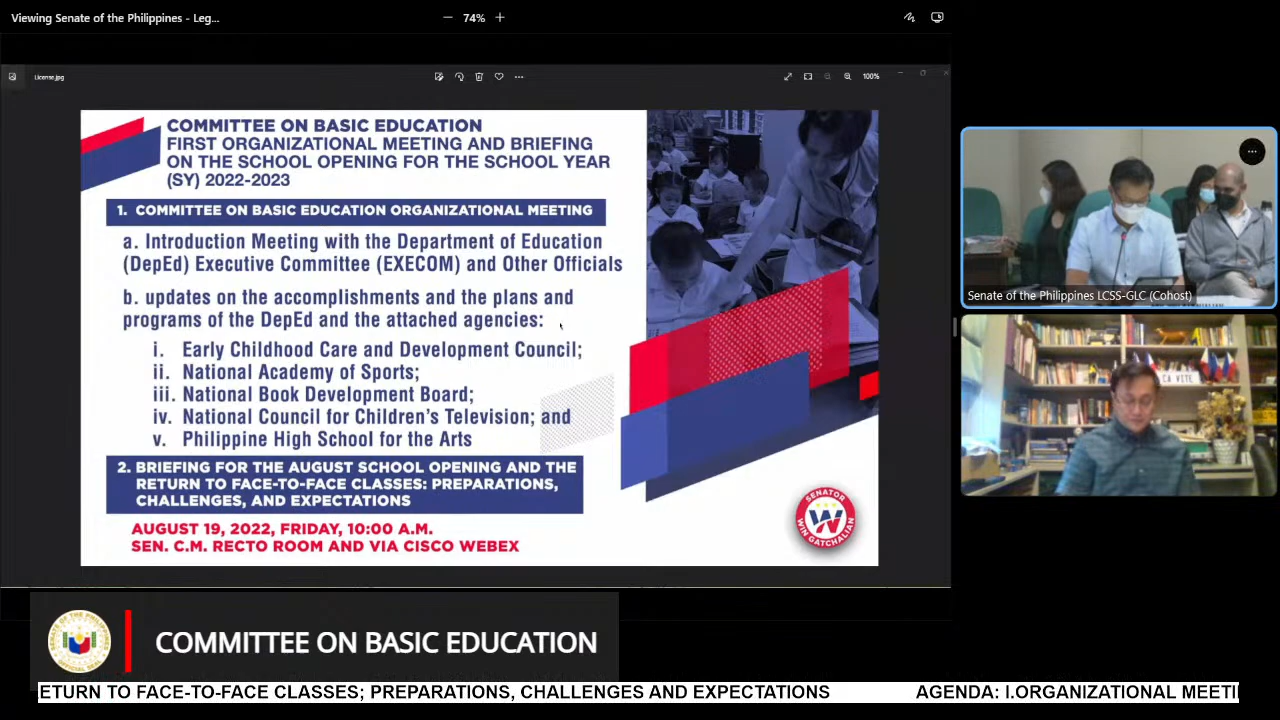 Viewing Senate of the Philippines - Leg...
74%
License.jpg
100%
COMMITTEE ON BASIC EDUCATION
FIRST ORGANIZATIONAL MEETING AND BRIEFING
ON THE SCHOOL OPENING FOR THE SCHOOL YEAR
(SY) 2022-2023
1. COMMITTEE ON BASIC EDUCATION ORGANIZATIONAL MEETING
a. Introduction Meeting with the Department of Education
(DepEd) Executive Committee (EXECOM) and Other Officials
b. updates on the accomplishments and the plans and
programs of the DepEd and the attached agencies:
i. Early Childhood Care and Development Council;
ii. National Academy of Sports;
iii. National Book Development Board;
iv. National Council for Children's Television; and
v. Philippine High School for the Arts
2. BRIEFING FOR THE AUGUST SCHOOL OPENING AND THE
RETURN TO FACE-TO-FACE CLASSES: PREPARATIONS,
CHALLENGES, AND EXPECTATIONS
AUGUST 19, 2022, FRIDAY, 10:00 A.M.
SEN. C.M. RECTO ROOM AND VIA CISCO WEBEX
SENATOR
W
WIN GATCHALIAN
Senate of the Philippines LCSS-GLC (Cohost)
SENATE OF THE PHILIPPINES
OFFICIAL SEAL
COMMITTEE ON BASIC EDUCATION
ETURN TO FACE-TO-FACE CLASSES; PREPARATIONS, CHALLENGES AND EXPECTATIONS AGENDA: I.ORGANIZATIONAL MEETI